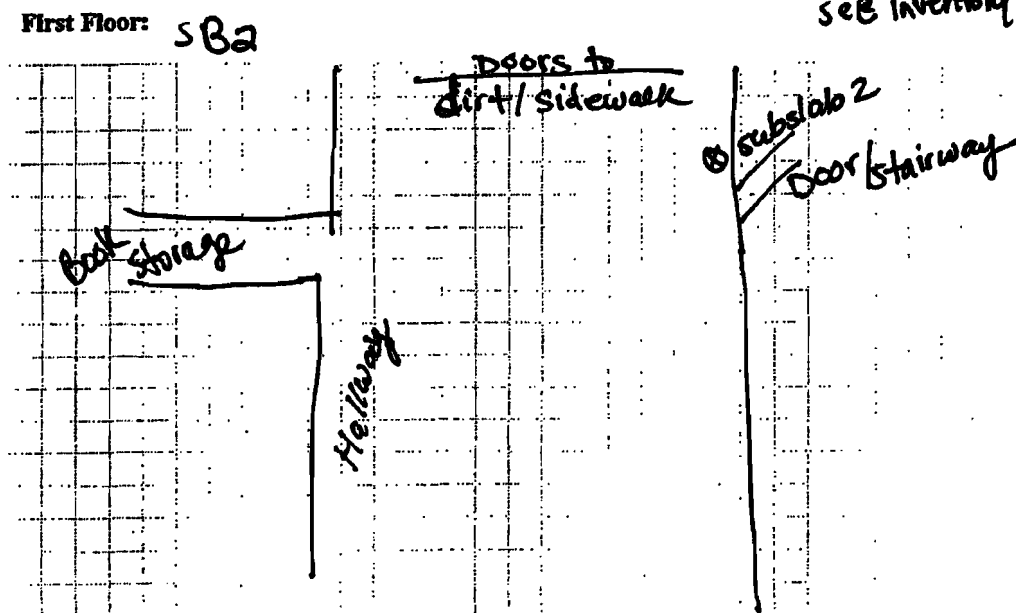 First Floor: SB2
see inventory
Doors to
dirt/sidewalk
⊗ subslab 2
Door/stairway
Book storage
Hallway